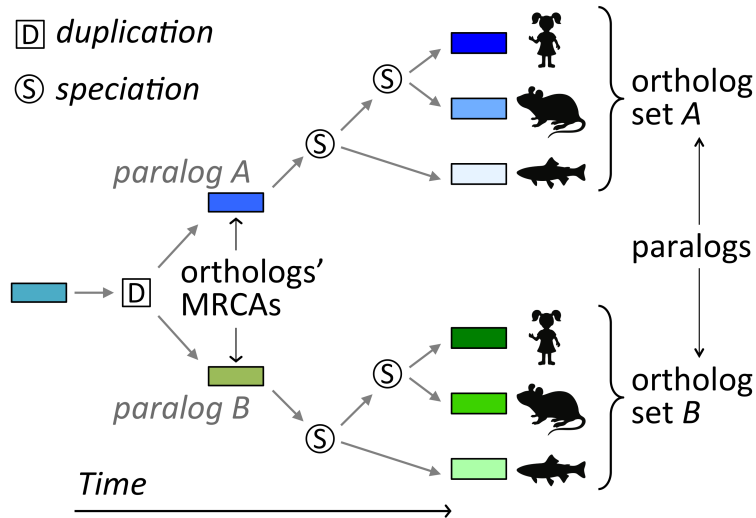 D duplication
S speciation
paralog A
D
orthologs’
MRCAs
paralog B
S
S
S
S
ortholog
set A
paralogs
ortholog
set B
Time